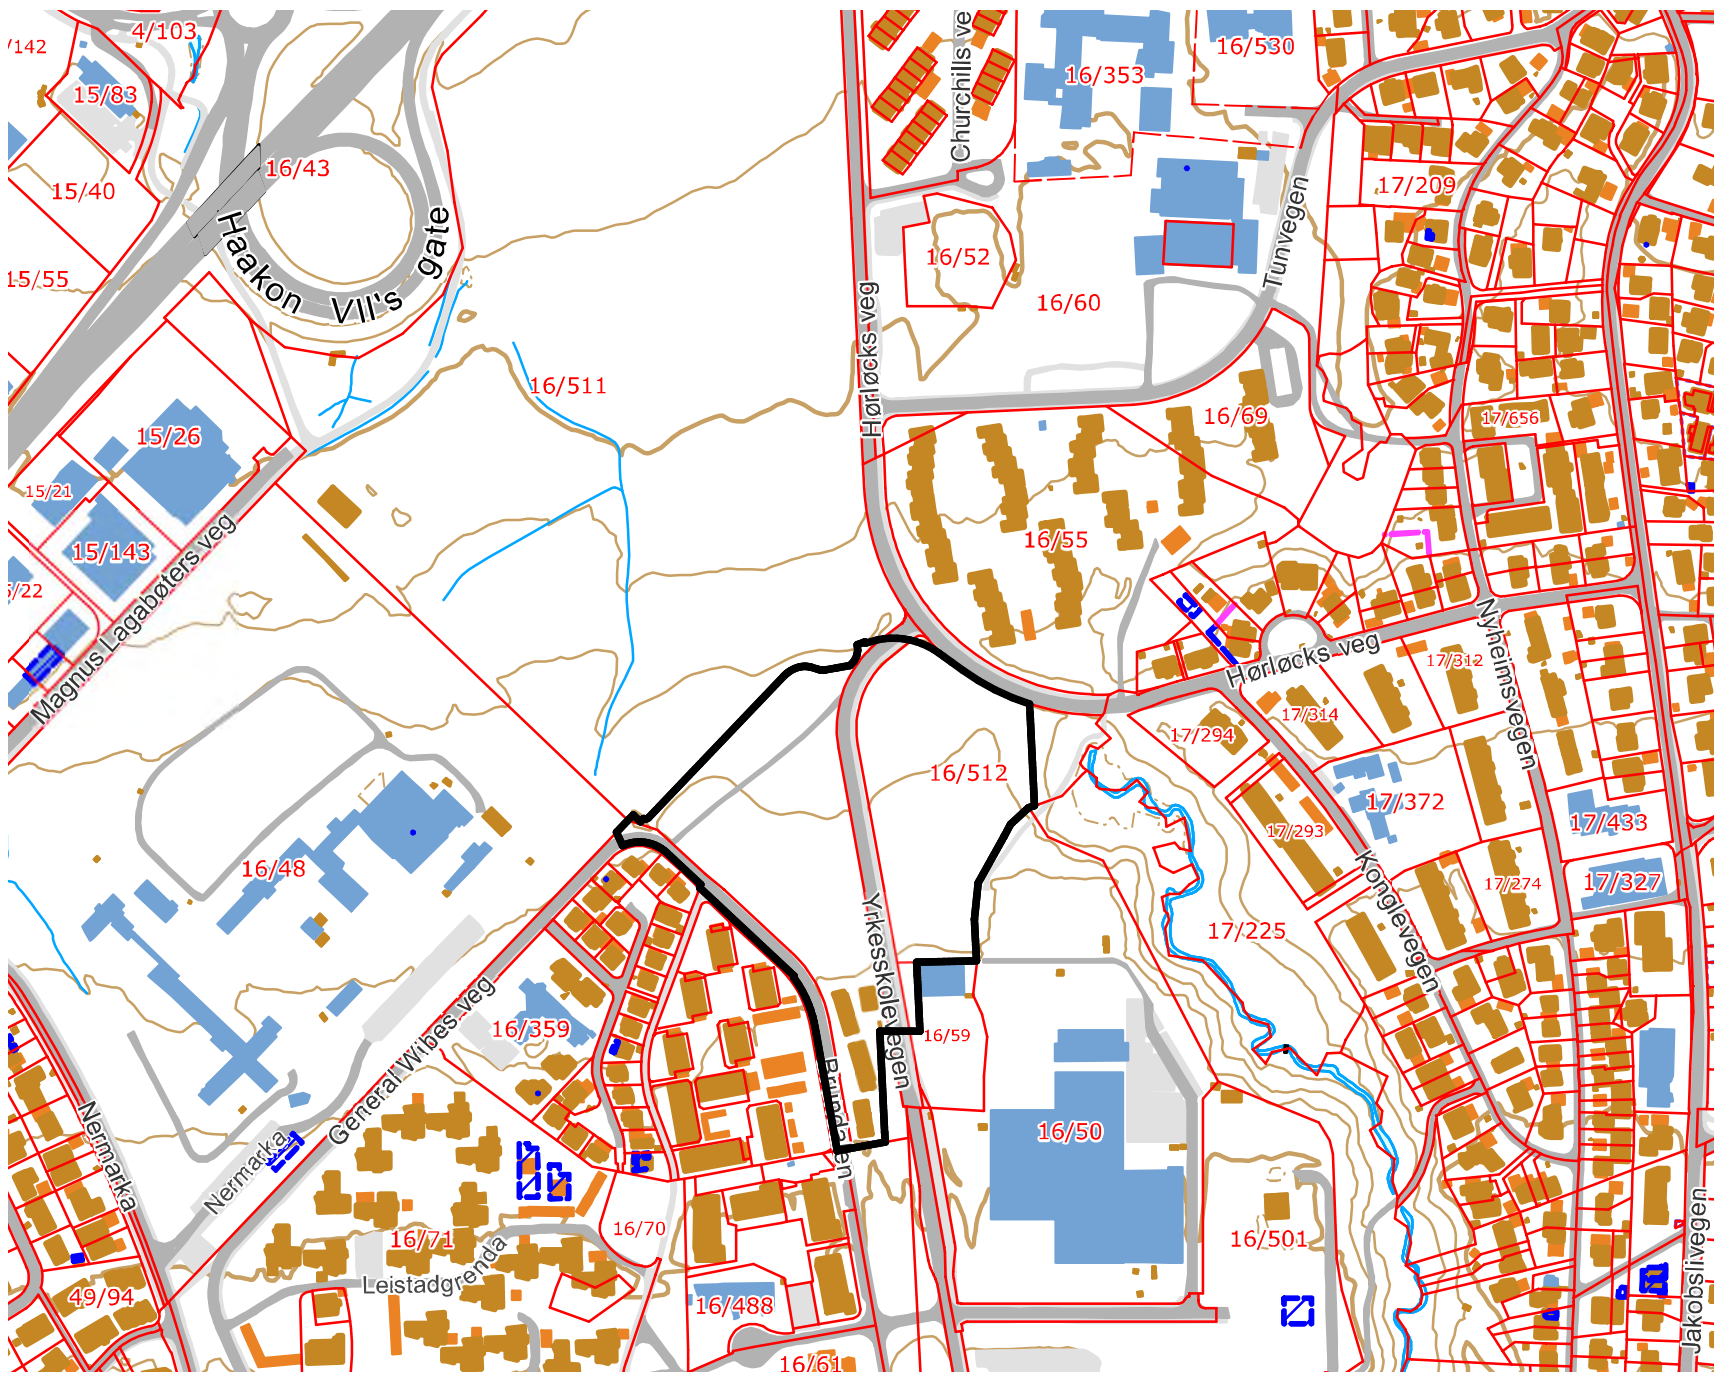 4/103
/142
15/83
16/43
15/40
15/55
Haakon VII's gate
Churchills ve
16/353
16/530
17/209
16/52
16/60
Tunvegen
Hørløcks veg
16/511
15/26
15/21
15/143
5/22
Magnus Lagabøters veg
16/69
17/656
16/55
Hørløcks veg
Nyheimsvegen
17/312
17/314
17/294
16/512
17/372
17/293
17/433
17/274
17/327
Konglevegen
17/225
16/48
Yrkesskolevegen
16/359
16/59
General Wibes veg
16/50
Nermarka
Nermarka
16/71
16/70
Leistadgrenda
16/501
Jakobslivegen
49/94
16/488
16/61